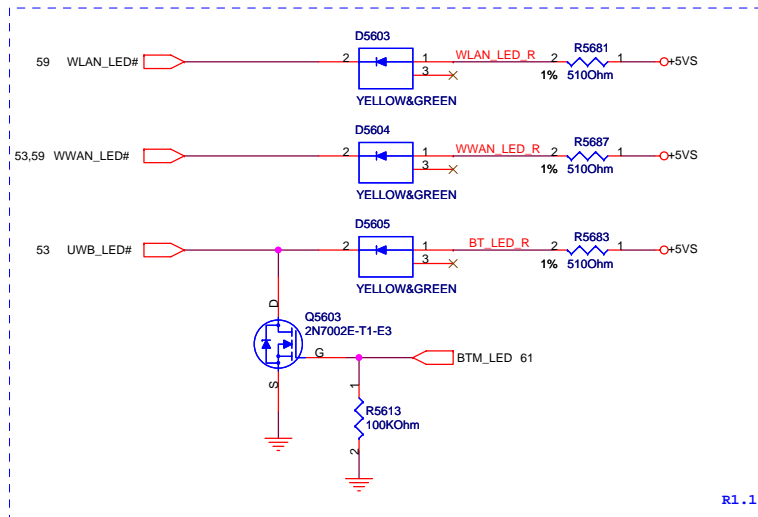 D5603
59 WLAN_LED# 2 1 WLAN_LED_R 2 R5681 1 +5VS
3 1% 510Ohm
YELLOW&GREEN
D5604
53,59 WWAN_LED# 2 1 WWAN_LED_R 2 R5687 1 +5VS
3 1% 510Ohm
YELLOW&GREEN
D5605
53 UWB_LED# 2 1 BT_LED_R 2 R5683 1 +5VS
3 1% 510Ohm
YELLOW&GREEN
D
Q5603
2N7002E-T1-E3
G BTM_LED 61
S 1
R5613
100KOhm
2
R1.1